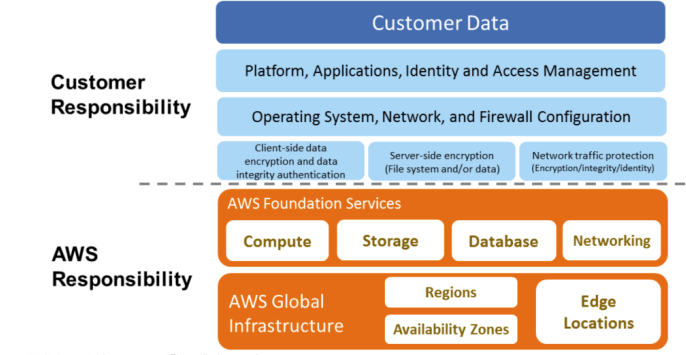 Customer Data
Customer
Responsibility
Platform, Applications, Identity and Access Management
Operating System, Network, and Firewall Configuration
Client-side data
encryption and data
integrity authentication
Server-side encryption
(File system and/or data)
Network traffic protection
(Encryption/integrity/identity)
AWS
Responsibility
AWS Foundation Services
Compute
Storage
Database
Networking
AWS Global
Infrastructure
Regions
Availability Zones
Edge
Locations